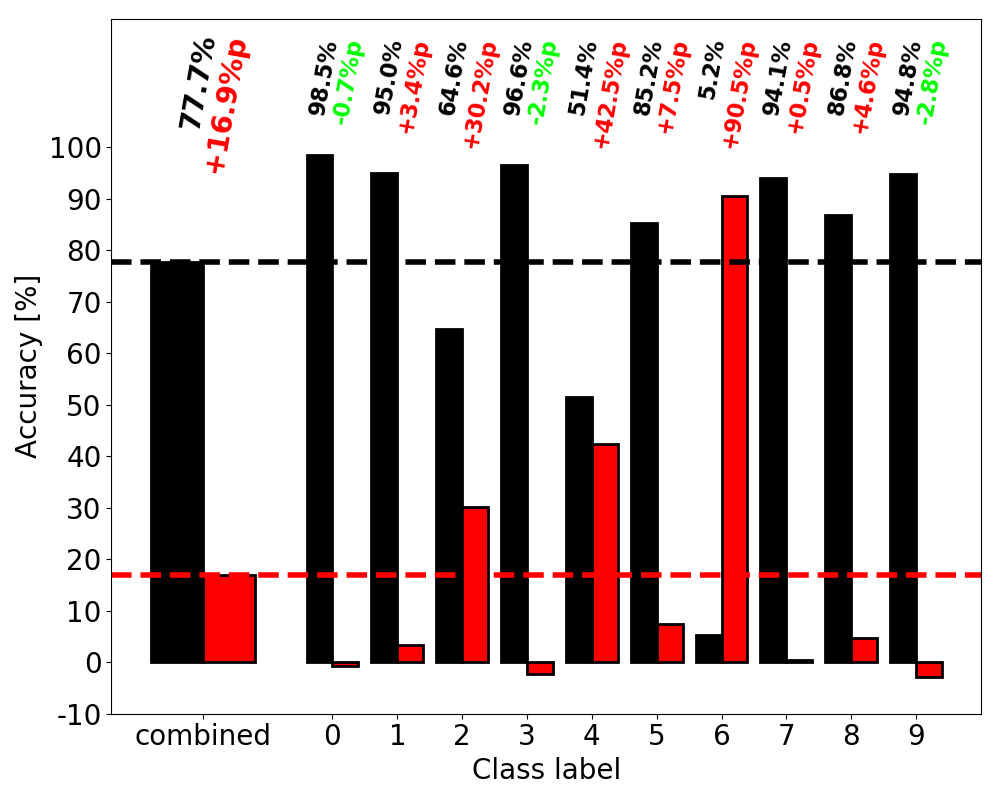 77.7%
+16.9%p
98.5%
-0.7%p
95.0%
+3.4%p
64.6%
+30.2%p
96.6%
-2.3%p
51.4%
+42.5%p
85.2%
+7.5%p
5.2%
+90.5%p
94.1%
+0.5%p
86.8%
+4.6%p
94.8%
-2.8%p
100
90
80
70
60
50
40
30
20
10
0
-10
Accuracy [%]
combined 0 1 2 3 4 5 6 7 8 9
Class label